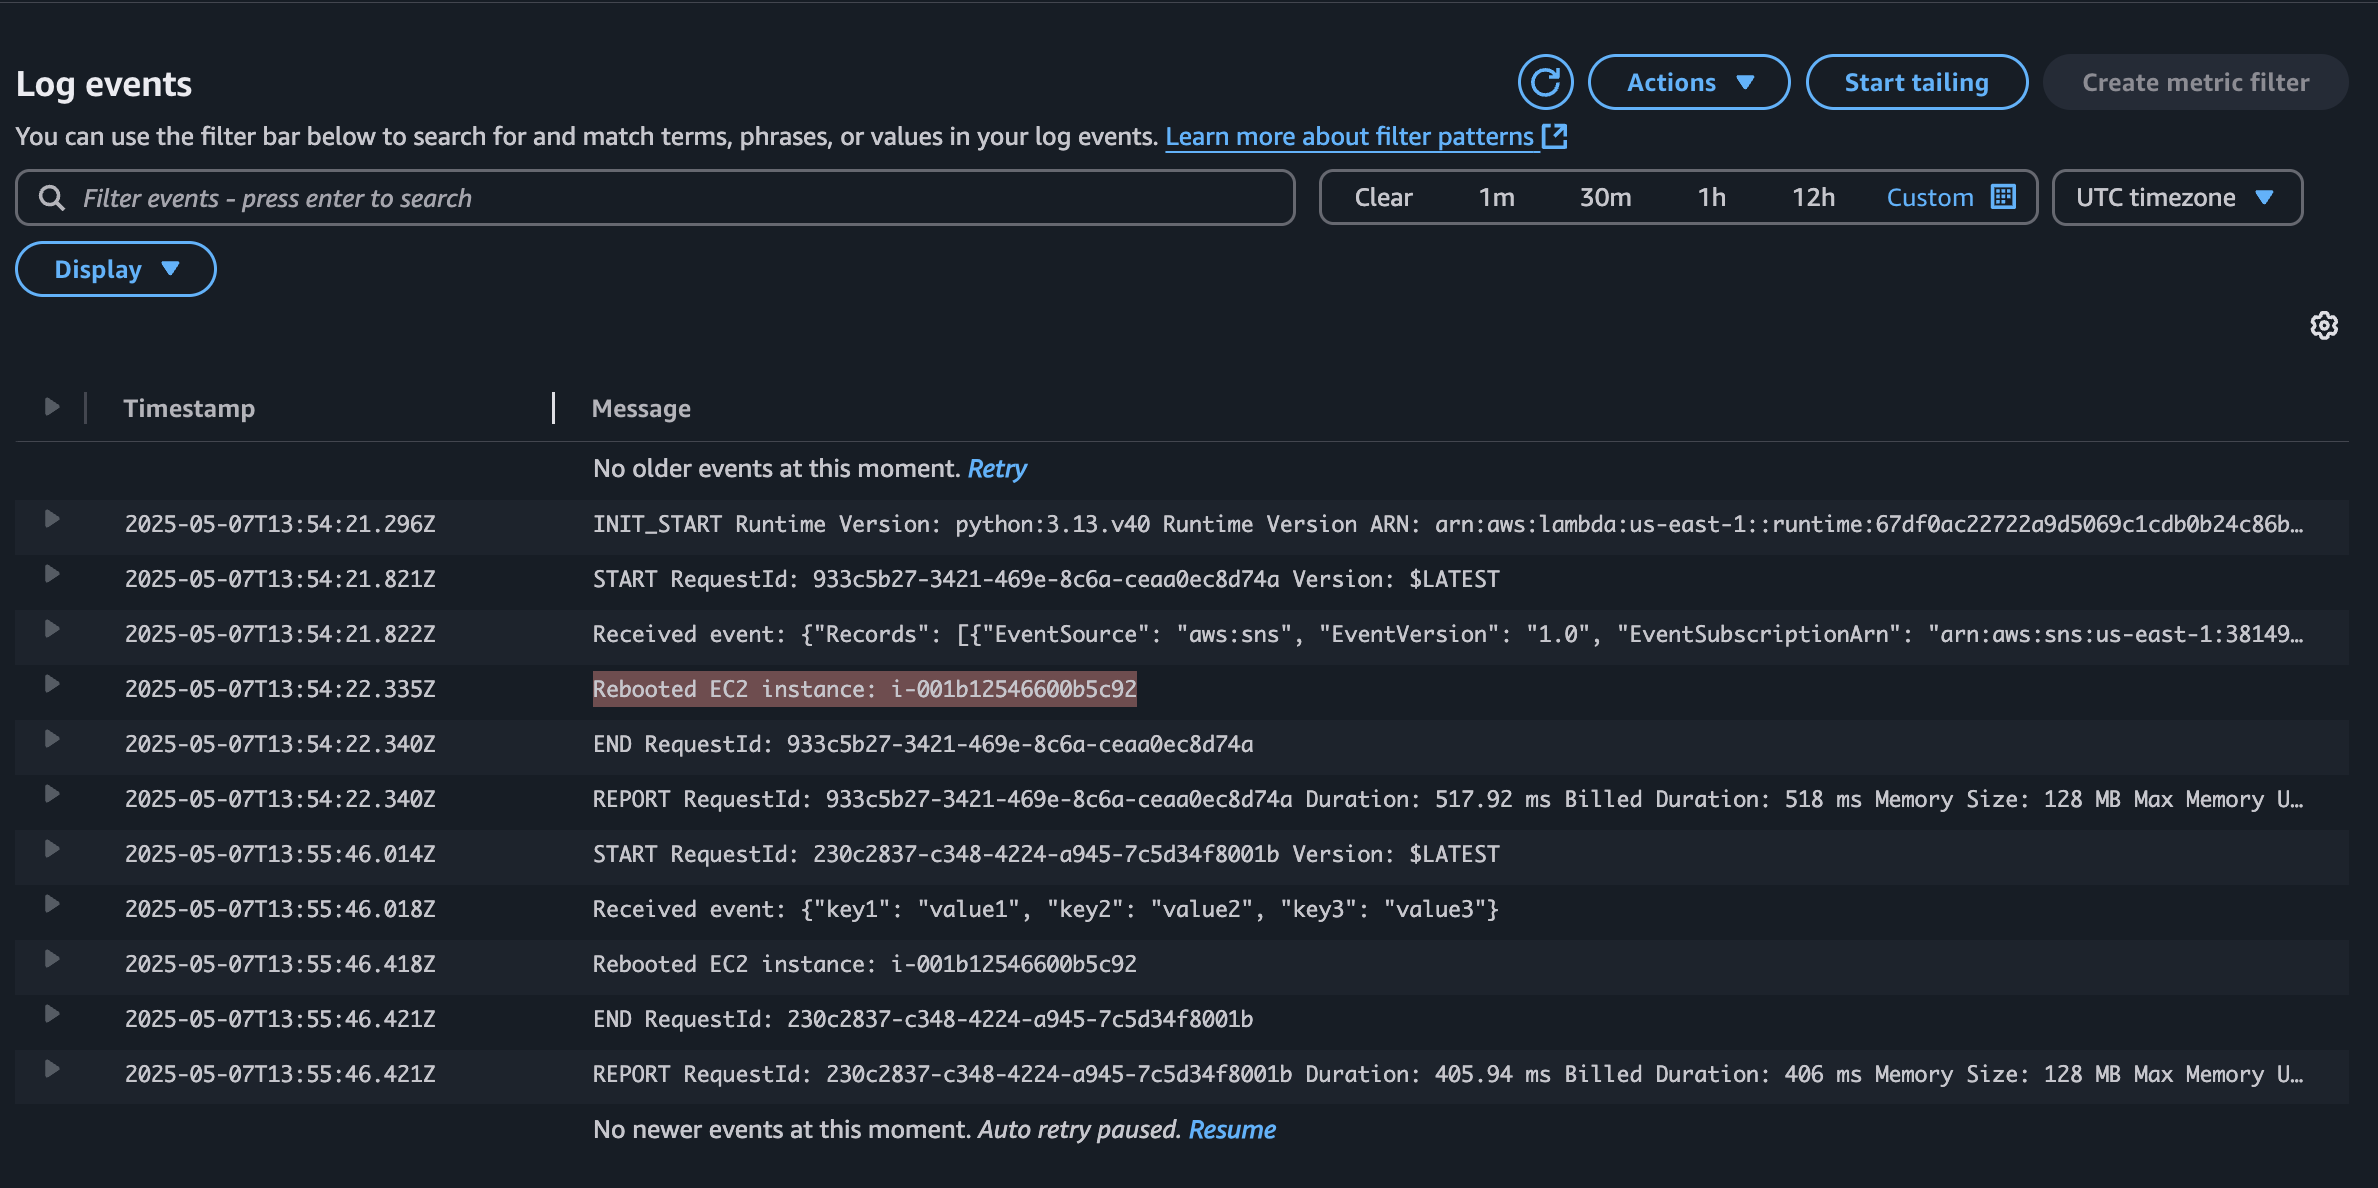 Log events
Actions
Start tailing
Create metric filter
You can use the filter bar below to search for and match terms, phrases, or values in your log events. Learn more about filter patterns
Filter events - press enter to search
Clear 1m 30m 1h 12h Custom
UTC timezone
Display
Timestamp Message
No older events at this moment. Retry
2025-05-07T13:54:21.296Z INIT_START Runtime Version: python:3.13.v40 Runtime Version ARN: arn:aws:lambda:us-east-1::runtime:67df0ac22722a9d5069c1cdb0b24c86b…
2025-05-07T13:54:21.821Z START RequestId: 933c5b27-3421-469e-8c6a-ceaa0ec8d74a Version: $LATEST
2025-05-07T13:54:21.822Z Received event: {"Records": [{"EventSource": "aws:sns", "EventVersion": "1.0", "EventSubscriptionArn": "arn:aws:sns:us-east-1:38149…
2025-05-07T13:54:22.335Z Rebooted EC2 instance: i-001b12546600b5c92
2025-05-07T13:54:22.340Z END RequestId: 933c5b27-3421-469e-8c6a-ceaa0ec8d74a
2025-05-07T13:54:22.340Z REPORT RequestId: 933c5b27-3421-469e-8c6a-ceaa0ec8d74a Duration: 517.92 ms Billed Duration: 518 ms Memory Size: 128 MB Max Memory U…
2025-05-07T13:55:46.014Z START RequestId: 230c2837-c348-4224-a945-7c5d34f8001b Version: $LATEST
2025-05-07T13:55:46.018Z Received event: {"key1": "value1", "key2": "value2", "key3": "value3"}
2025-05-07T13:55:46.418Z Rebooted EC2 instance: i-001b12546600b5c92
2025-05-07T13:55:46.421Z END RequestId: 230c2837-c348-4224-a945-7c5d34f8001b
2025-05-07T13:55:46.421Z REPORT RequestId: 230c2837-c348-4224-a945-7c5d34f8001b Duration: 405.94 ms Billed Duration: 406 ms Memory Size: 128 MB Max Memory U…
No newer events at this moment. Auto retry paused. Resume